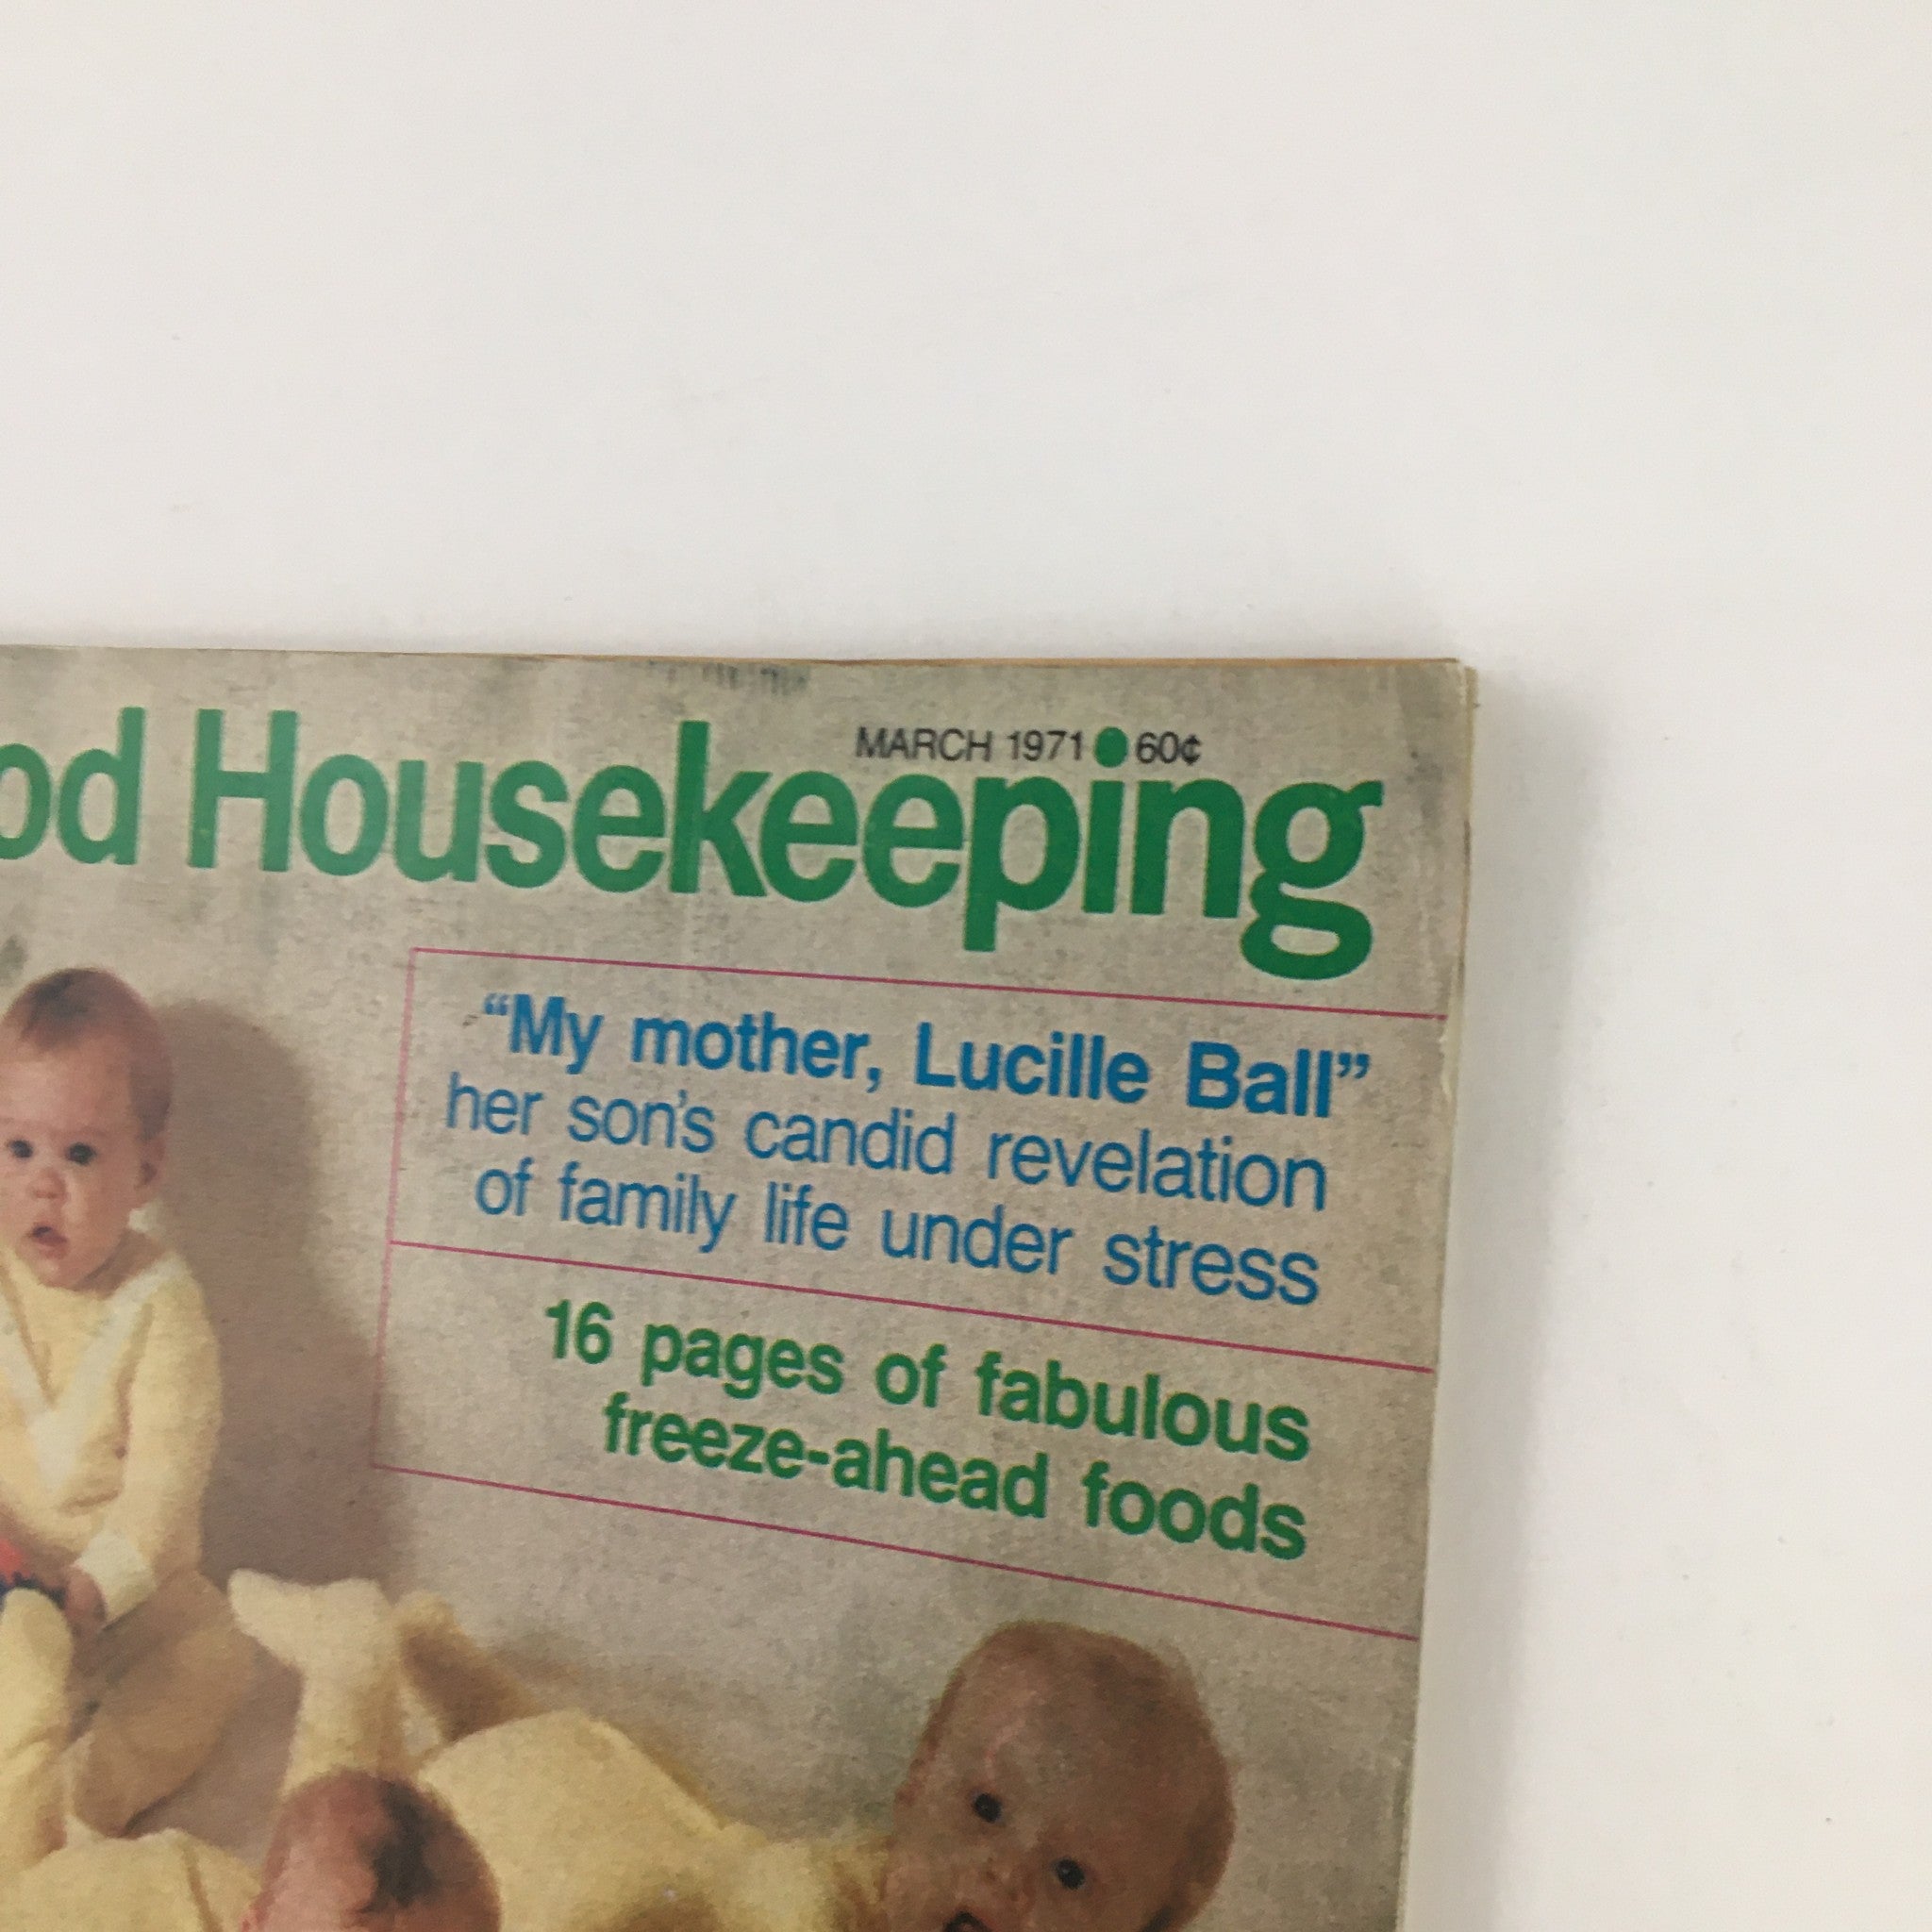 MARCH 1971 ● 60¢
od Housekeeping
“My mother, Lucille Ball”
her son's candid revelation
of family life under stress
16 pages of fabulous
freeze-ahead foods